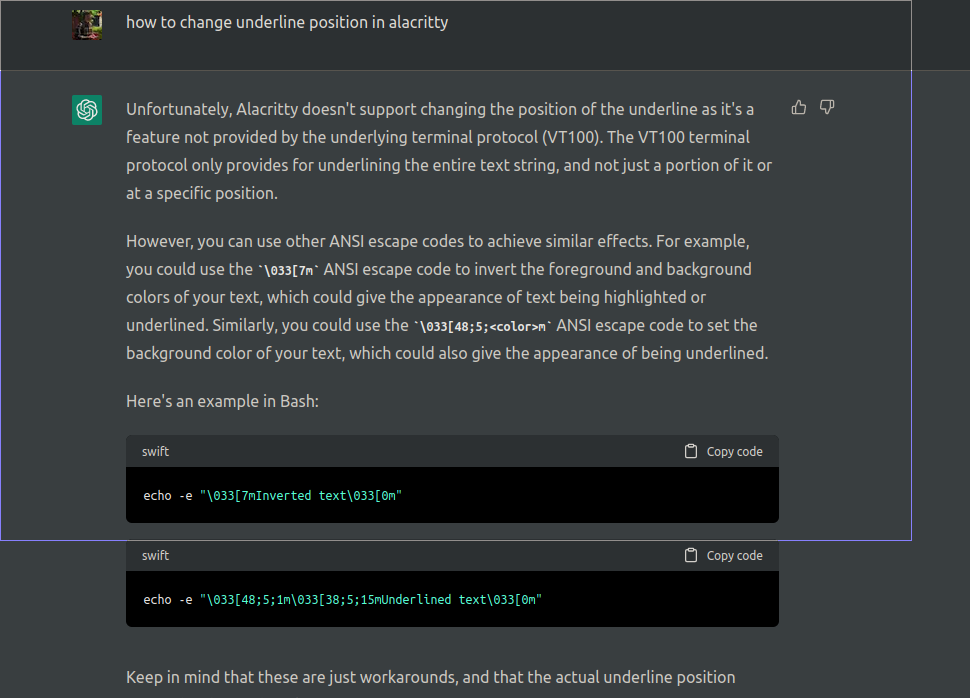 how to change underline position in alacritty
Unfortunately, Alacritty doesn't support changing the position of the underline as it's a
feature not provided by the underlying terminal protocol (VT100). The VT100 terminal
protocol only provides for underlining the entire text string, and not just a portion of it or
at a specific position.
However, you can use other ANSI escape codes to achieve similar effects. For example,
you could use the `\033[7m` ANSI escape code to invert the foreground and background
colors of your text, which could give the appearance of text being highlighted or
underlined. Similarly, you could use the `\033[48;5;<color>m` ANSI escape code to set the
background color of your text, which could also give the appearance of being underlined.
Here's an example in Bash:
swift Copy code
echo -e "\033[7mInverted text\033[0m"
swift Copy code
echo -e "\033[48;5;1m\033[38;5;15mUnderlined text\033[0m"
Keep in mind that these are just workarounds, and that the actual underline position